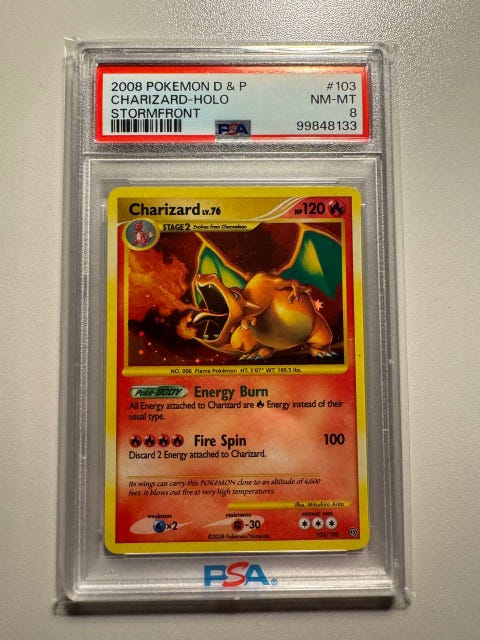 2008 POKEMON D & P #103
CHARIZARD-HOLO NM-MT
STORMFRONT 8
PSA 99848133
Charizard LV.76 HP 120
STAGE 2 Evolves from Charmeleon
NO. 006 Flame Pokémon HT: 5'07" WT: 199.5 lbs.
Poké-BODY Energy Burn
All Energy attached to Charizard are Energy instead of their
usual type.
Fire Spin 100
Discard 2 Energy attached to Charizard.
Its wings can carry this POKéMON close to an altitude of 4,600
feet. It blows out fire at very high temperatures.
illus. Mitsuhiro Arita
weakness resistance retreat cost
×2 -30
©2008 Pokémon/Nintendo 103/100
PSA